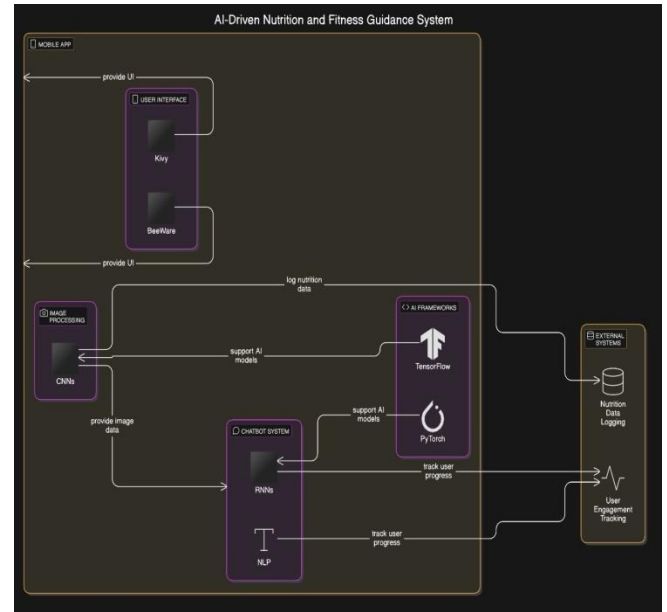 AI-Driven Nutrition and Fitness Guidance System
MOBILE APP
provide UI
USER INTERFACE
Kivy
BeeWare
provide UI
log nutrition
data
IMAGE
PROCESSING
CNNs
AI FRAMEWORKS
TensorFlow
support AI
models
EXTERNAL
SYSTEMS
Nutrition
Data
Logging
provide image
data
support AI
models
PyTorch
CHATBOT SYSTEM
RNNs
track user
progress
User
Engagement
Tracking
NLP
track user
progress